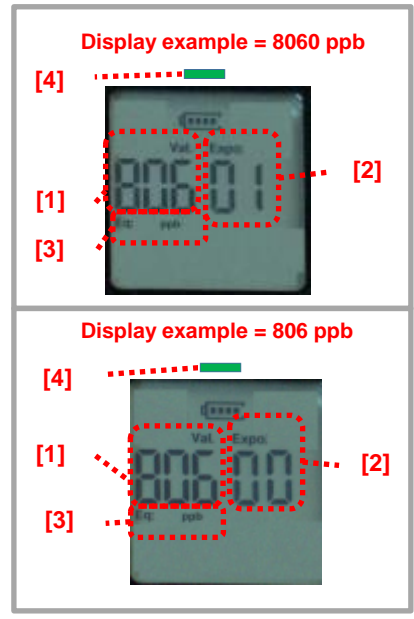 Display example = 8060 ppb
[4]
Val. Expo:
[1] 806 01 [2]
[3] Eq: ppb
Display example = 806 ppb
[4]
Val. Expo:
[1] 806 00 [2]
[3] Eq: ppb